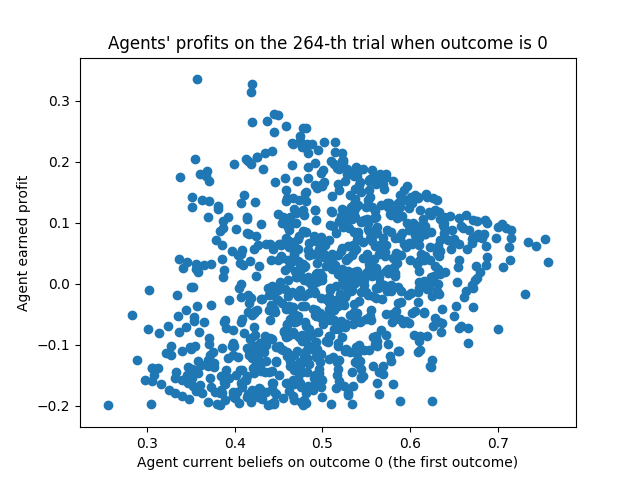 Agents' profits on the 264-th trial when outcome is 0
Agent earned profit
0.3
0.2
0.1
0.0
−0.1
−0.2
0.3 0.4 0.5 0.6 0.7
Agent current beliefs on outcome 0 (the first outcome)